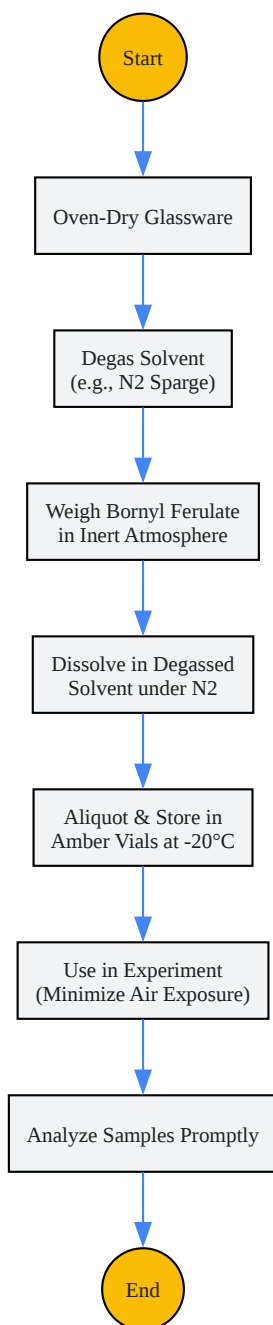 Start
Oven-Dry Glassware
Degas Solvent
(e.g., N2 Sparge)
Weigh Bornyl Ferulate
in Inert Atmosphere
Dissolve in Degassed
Solvent under N2
Aliquot & Store in
Amber Vials at -20°C
Use in Experiment
(Minimize Air Exposure)
Analyze Samples Promptly
End